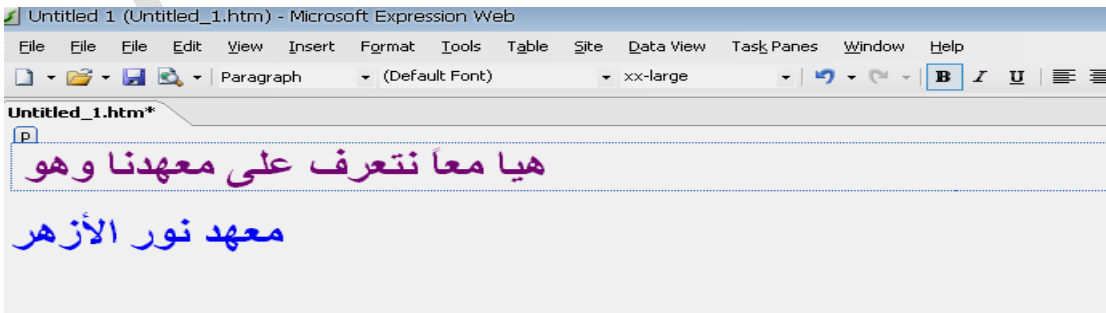 Untitled 1 (Untitled_1.htm) - Microsoft Expression Web
File File File Edit View Insert Format Tools Table Site Data View Task Panes Window Help
Paragraph (Default Font) xx-large B I U
Untitled_1.htm*
P
هيا معاً نتعرف على معهدنا وهو
معهد نور الأزهر